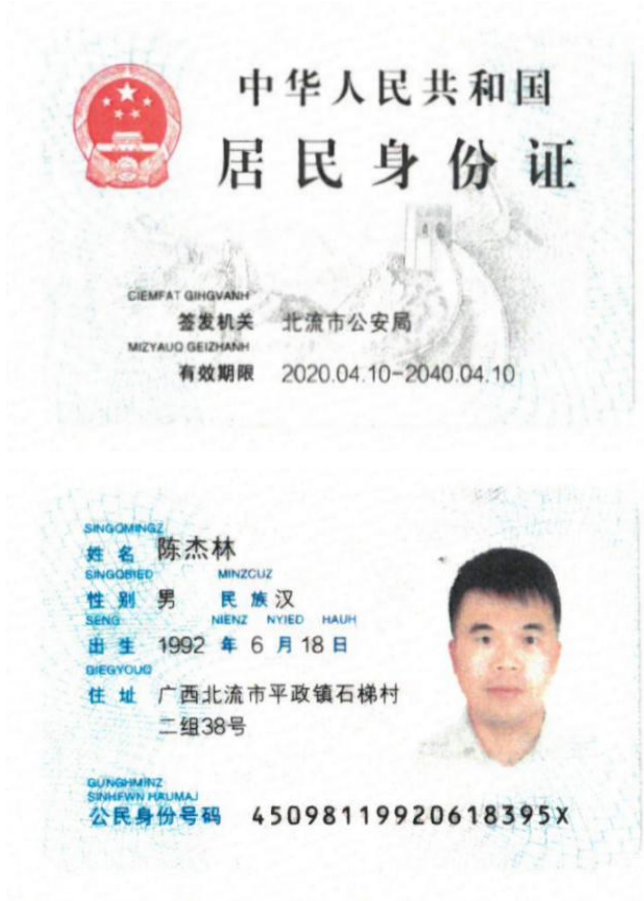 中华人民共和国
居民身份证
CIEMFAT GIHGVANH
签发机关 北流市公安局
MIZYAUQ GEIZHANH
有效期限 2020.04.10-2040.04.10
SINGQMINGZ
姓名 陈杰林
SINGQBIED MINZCUZ
性别 男 民族 汉
SENG NIENZ NYIED HAUH
出生 1992 年 6 月 18 日
DIEGYOUQ
住址 广西北流市平政镇石梯村
二组38号
GUNGHMINZ
SINHFWN HAUMAJ
公民身份号码 45098119920618395X